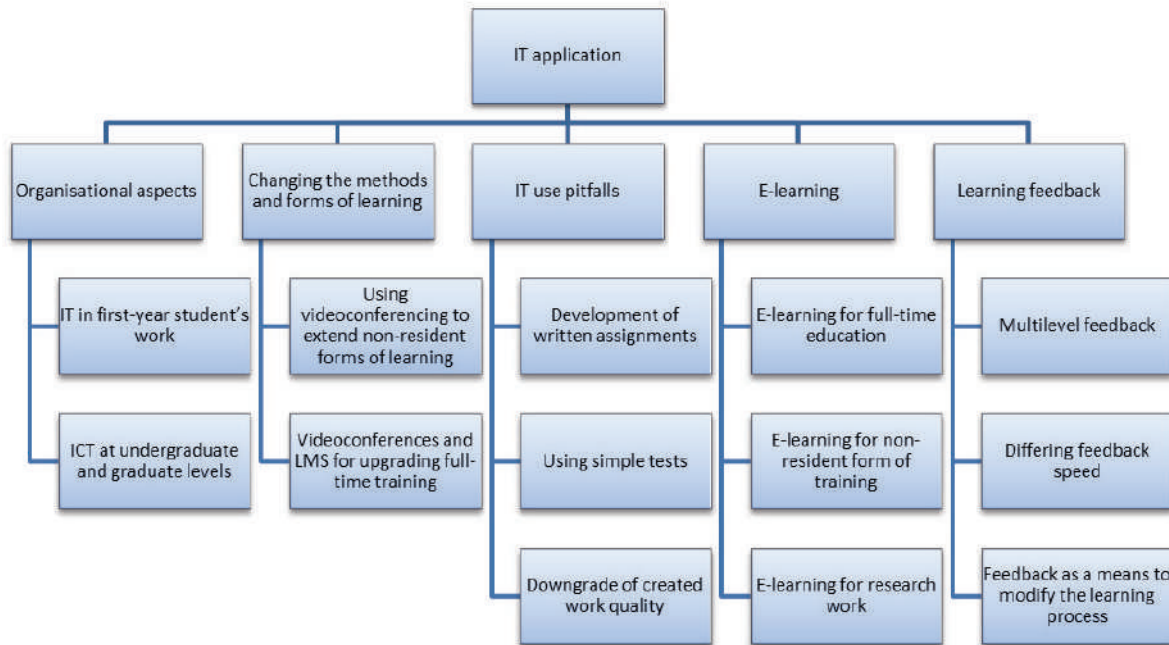 IT application
Organisational aspects
Changing the methods
and forms of learning
IT use pitfalls
E-learning
Learning feedback
IT in first-year student's
work
Using
videoconferencing to
extend non-resident
forms of learning
Development of
written assignments
E-learning for full-time
education
Multilevel feedback
ICT at undergraduate
and graduate levels
Videoconferences and
LMS for upgrading full-
time training
Using simple tests
E-learning for non-
resident form of
training
Differing feedback
speed
Downgrade of created
work quality
E-learning for research
work
Feedback as a means to
modify the learning
process